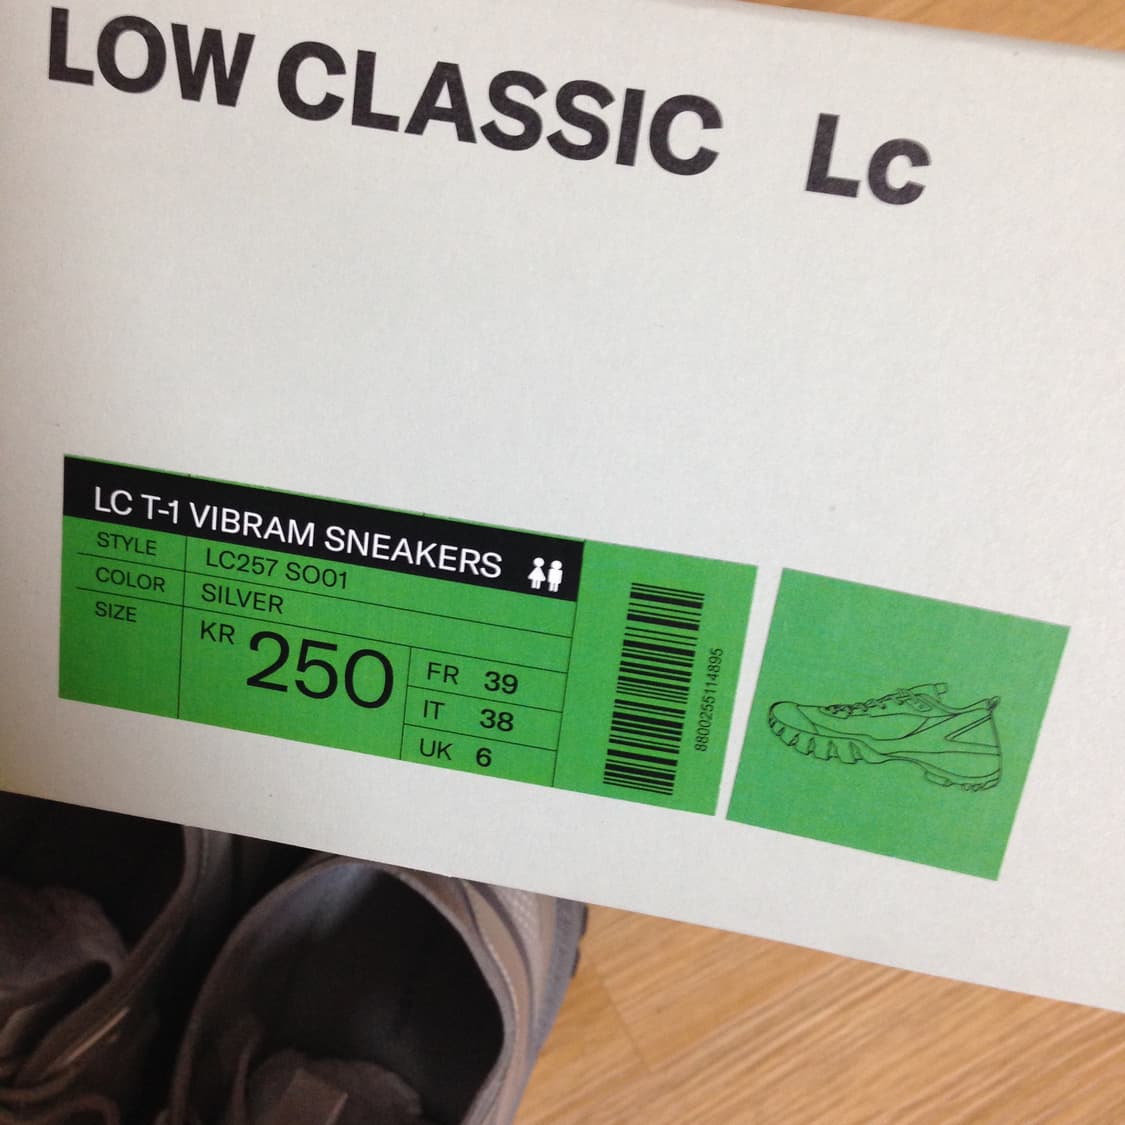 LOW CLASSIC Lc
LC T-1 VIBRAM SNEAKERS
STYLE LC257 SO01
COLOR SILVER
SIZE KR 250
FR 39
IT 38
UK 6
8800255114895